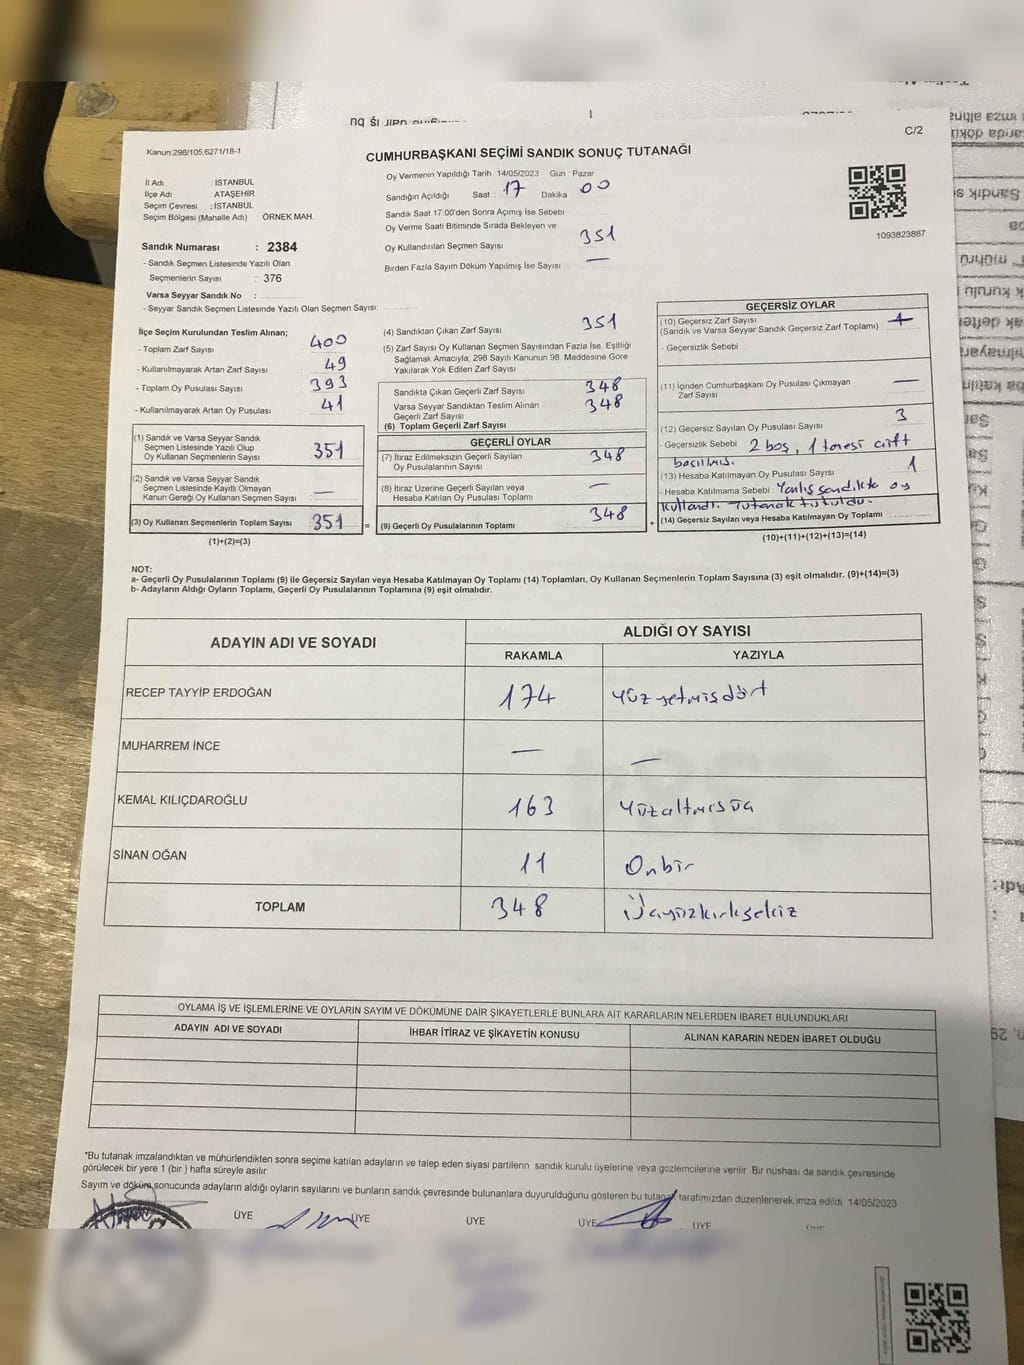 C/2
Kanun:298/105,6271/18-1
CUMHURBAŞKANI SEÇİMİ SANDIK SONUÇ TUTANAĞI
İl Adı : İSTANBUL
İlçe Adı : ATAŞEHİR
Seçim Çevresi : İSTANBUL
Seçim Bölgesi (Mahalle Adı) : ÖRNEK MAH.
Sandık Numarası : 2384
- Sandık Seçmen Listesinde Yazılı Olan
Seçmenlerin Sayısı : 376
Varsa Seyyar Sandık No :
- Seyyar Sandık Seçmen Listesinde Yazılı Olan Seçmen Sayısı:
Oy Vermenin Yapıldığı Tarih 14/05/2023 Gün : Pazar
Sandığın Açıldığı Saat : 17 Dakika 00
Sandık Saat 17:00'den Sonra Açılmış İse Sebebi
Oy Verme Saati Bitiminde Sırada Bekleyen ve
Oy Kullandırılan Seçmen Sayısı 351
Birden Fazla Sayım Döküm Yapılmış İse Sayısı —
1093823887
İlçe Seçim Kurulundan Teslim Alınan;
- Toplam Zarf Sayısı 400
- Kullanılmayarak Artan Zarf Sayısı 49
- Toplam Oy Pusulası Sayısı 393
- Kullanılmayarak Artan Oy Pusulası 41
(1) Sandık ve Varsa Seyyar Sandık
Seçmen Listesinde Yazılı Olup
Oy Kullanan Seçmenlerin Sayısı 351
(2) Sandık ve Varsa Seyyar Sandık
Seçmen Listesinde Kayıtlı Olmayan
Kanun Gereği Oy Kullanan Seçmen Sayısı —
(3) Oy Kullanan Seçmenlerin Toplam Sayısı 351 =
(1)+(2)=(3)
(4) Sandıktan Çıkan Zarf Sayısı 351
(5) Zarf Sayısı Oy Kullanan Seçmen Sayısından Fazla İse, Eşitliği
Sağlamak Amacıyla, 298 Sayılı Kanunun 98. Maddesine Göre
Yakılarak Yok Edilen Zarf Sayısı
Sandıkta Çıkan Geçerli Zarf Sayısı 348
Varsa Seyyar Sandıktan Teslim Alınan
Geçerli Zarf Sayısı 348
(6) Toplam Geçerli Zarf Sayısı
GEÇERLİ OYLAR
(7) İtiraz Edilmeksizin Geçerli Sayılan
Oy Pusulalarının Sayısı 348
(8) İtiraz Üzerine Geçerli Sayılan veya
Hesaba Katılan Oy Pusulası Toplamı —
(9) Geçerli Oy Pusulalarının Toplamı 348 +
GEÇERSİZ OYLAR
(10) Geçersiz Zarf Sayısı
(Sandık ve Varsa Seyyar Sandık Geçersiz Zarf Toplamı)
- Geçersizlik Sebebi
(11) İçinden Cumhurbaşkanı Oy Pusulası Çıkmayan
Zarf Sayısı —
(12) Geçersiz Sayılan Oy Pusulası Sayısı 3
- Geçersizlik Sebebi 2 boş, 1 tanesi çift
basılmış.
(13) Hesaba Katılmayan Oy Pusulası Sayısı 1
- Hesaba Katılmama Sebebi Yanlış sandıkta oy
kullandı. Tutanak tutuldu.
(14) Geçersiz Sayılan veya Hesaba Katılmayan Oy Toplamı
(10)+(11)+(12)+(13)=(14)
NOT:
a- Geçerli Oy Pusulalarının Toplamı (9) ile Geçersiz Sayılan veya Hesaba Katılmayan Oy Toplamı (14) Toplamları, Oy Kullanan Seçmenlerin Toplam Sayısına (3) eşit olmalıdır. (9)+(14)=(3)
b- Adayların Aldığı Oyların Toplamı, Geçerli Oy Pusulalarının Toplamına (9) eşit olmalıdır.
ADAYIN ADI VE SOYADI
ALDIĞI OY SAYISI
RAKAMLA YAZIYLA
RECEP TAYYİP ERDOĞAN 174 Yüzyetmişdört
MUHARREM İNCE — —
KEMAL KILIÇDAROĞLU 163 Yüzaltmışüç
SİNAN OĞAN 11 Onbir
TOPLAM 348 Üçyüzkırksekiz
OYLAMA İŞ VE İŞLEMLERİNE VE OYLARIN SAYIM VE DÖKÜMÜNE DAİR ŞİKAYETLERLE BUNLARA AİT KARARLARIN NELERDEN İBARET BULUNDUKLARI
ADAYIN ADI VE SOYADI İHBAR İTİRAZ VE ŞİKAYETİN KONUSU ALINAN KARARIN NEDEN İBARET OLDUĞU
*Bu tutanak imzalandıktan ve mühürlendikten sonra seçime katılan adayların ve talep eden siyasi partilerin sandık kurulu üyelerine veya gözlemcilerine verilir. Bir nüshası da sandık çevresinde
görülecek bir yere 1 (bir) hafta süreyle asılır.
Sayım ve döküm sonucunda adayların aldığı oyların sayılarını ve bunların sandık çevresinde bulunanlara duyurulduğunu gösteren bu tutanak tarafımızdan düzenlenerek imza edildi. 14/05/2023
ÜYE ÜYE ÜYE ÜYE ÜYE